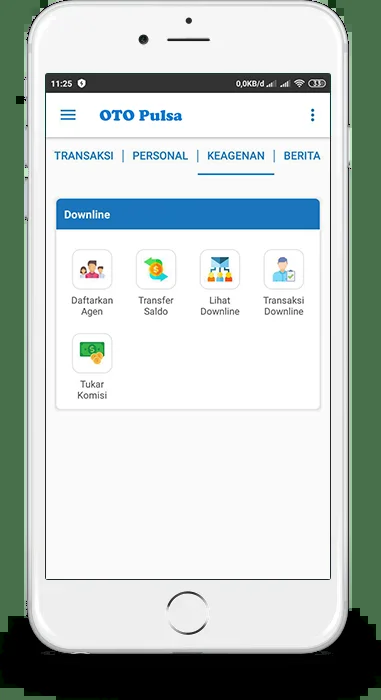 11:25 0,0KB/d 33
OTO Pulsa
TRANSAKSI | PERSONAL | KEAGENAN | BERITA
Downline
Daftarkan Agen
Transfer Saldo
Lihat Downline
Transaksi Downline
Tukar Komisi